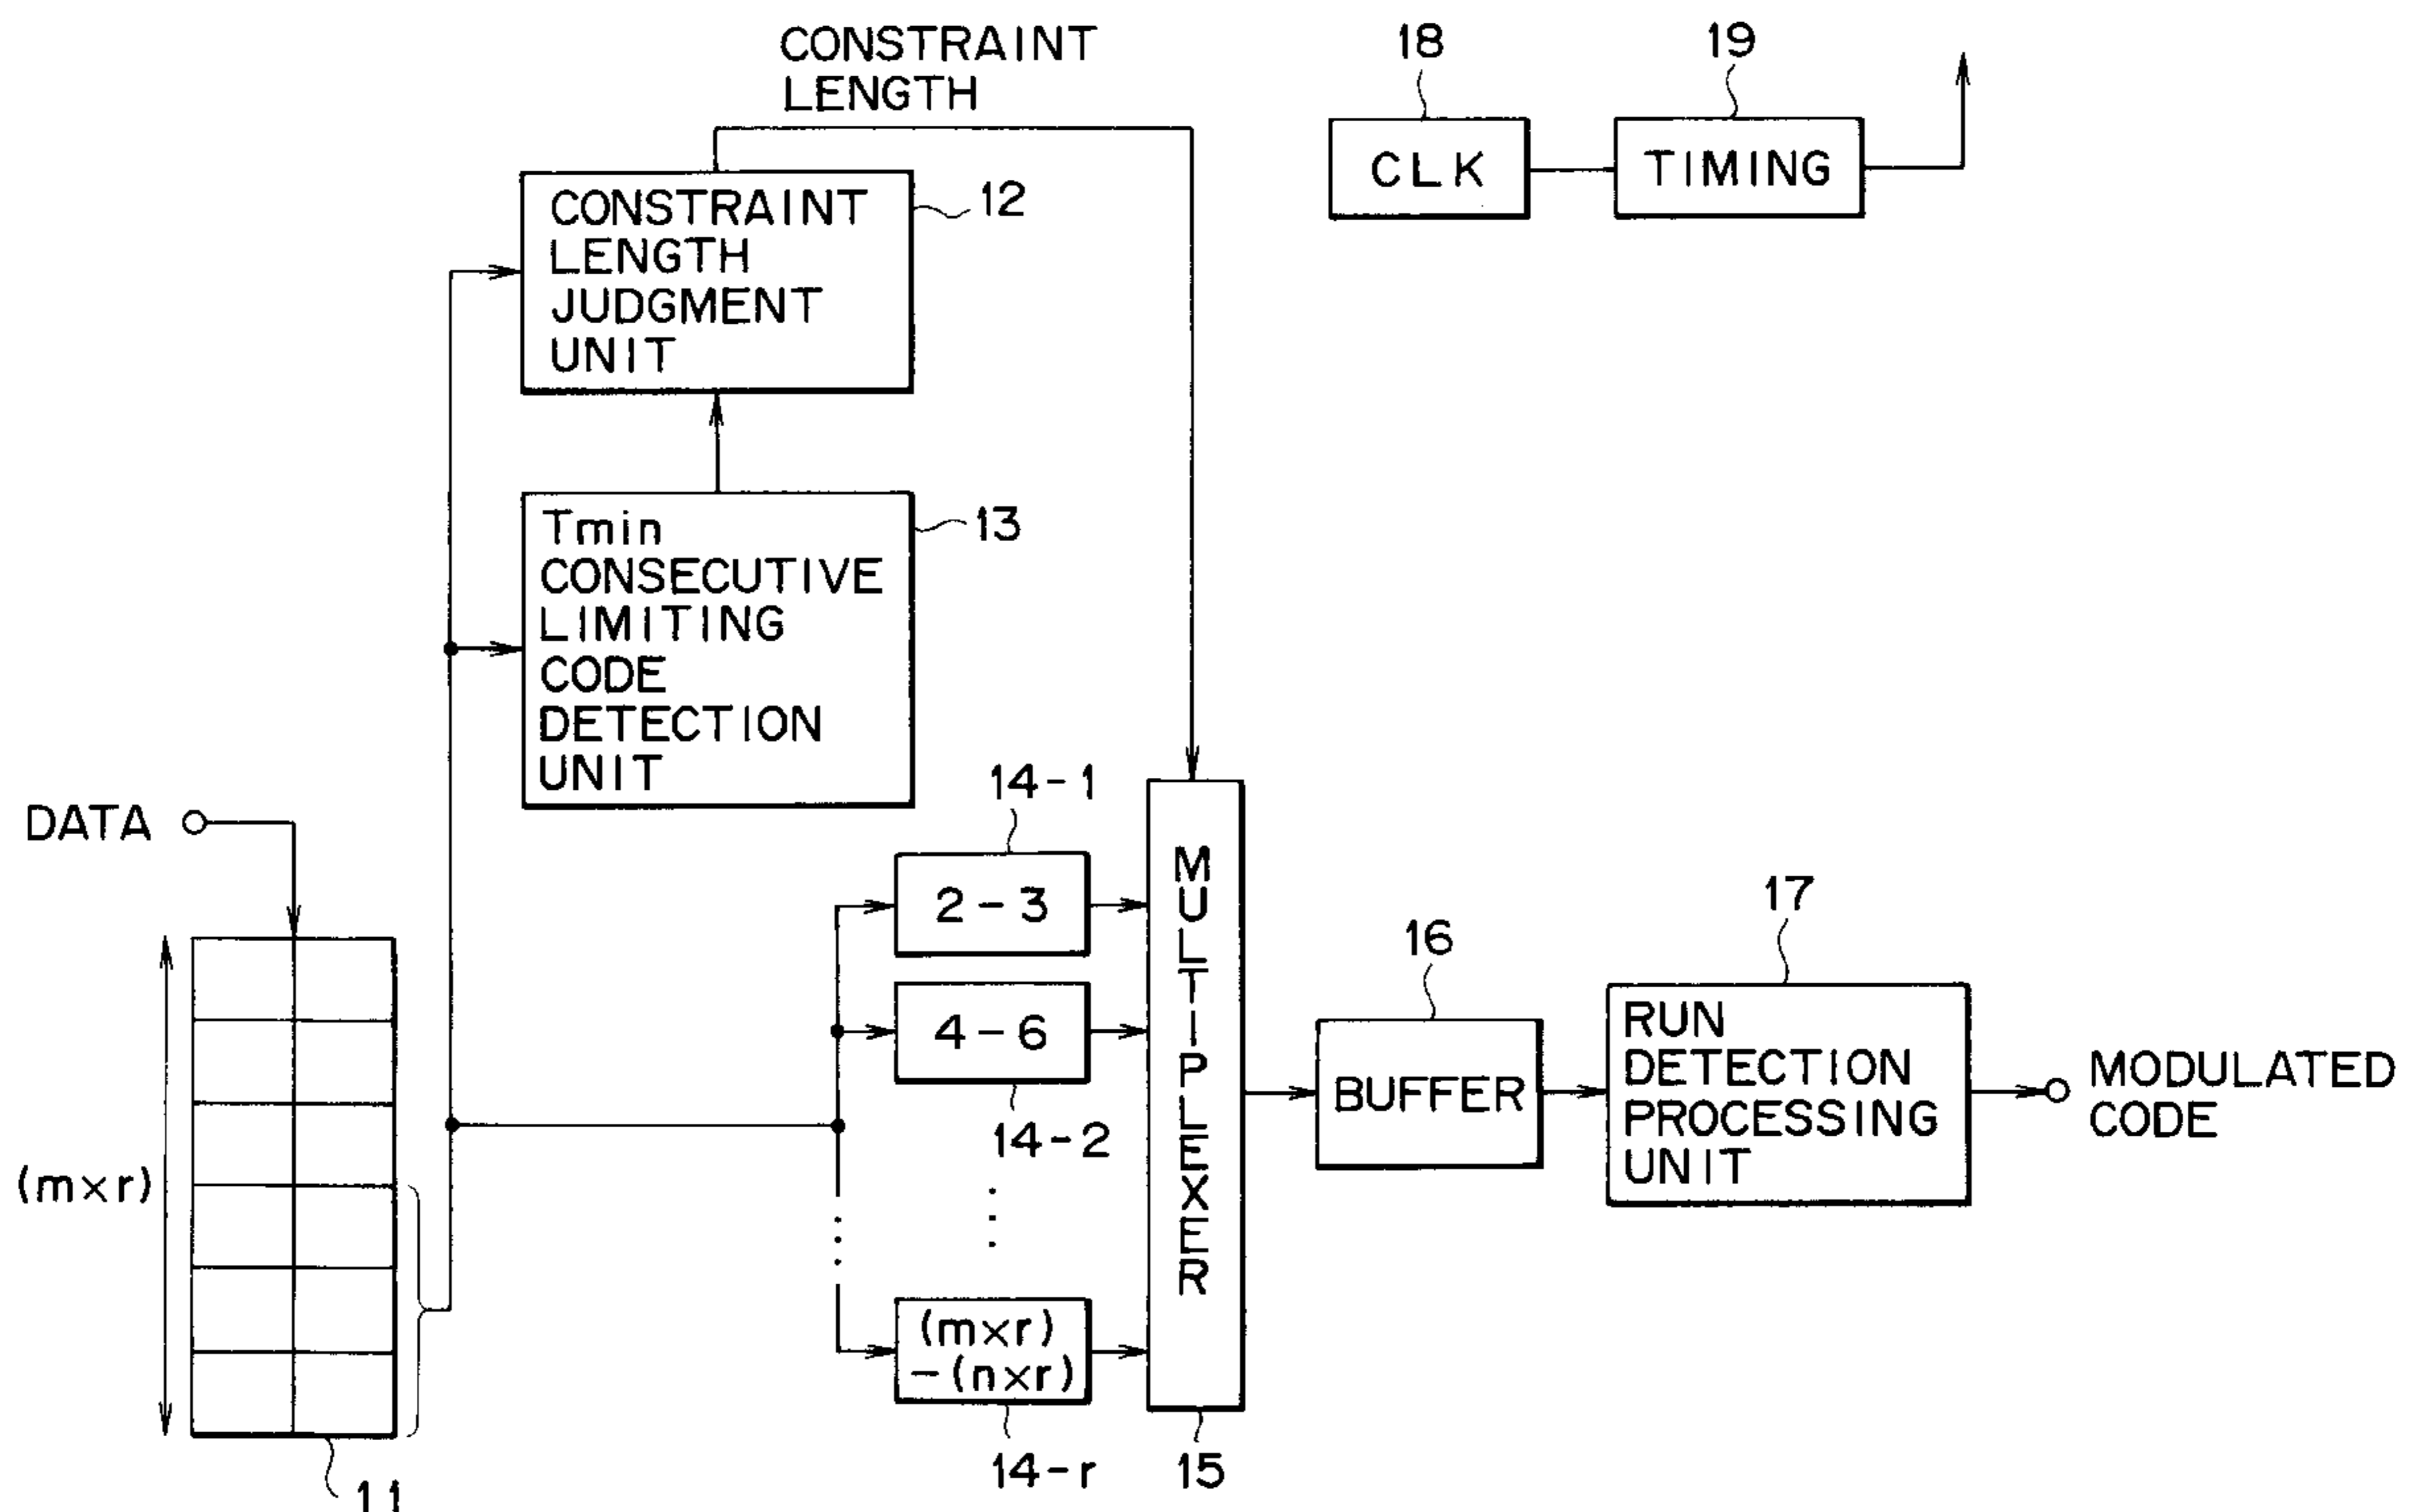 CONSTRAINT
LENGTH
18
19
CLK
TIMING
CONSTRAINT
LENGTH
JUDGMENT
UNIT
12
Tmin
CONSECUTIVE
LIMITING
CODE
DETECTION
UNIT
13
DATA
(m×r)
11
14-1
2-3
4-6
14-2
(m×r)
-(n×r)
14-r
MULTIPLEXER
15
16
BUFFER
17
RUN
DETECTION
PROCESSING
UNIT
MODULATED
CODE